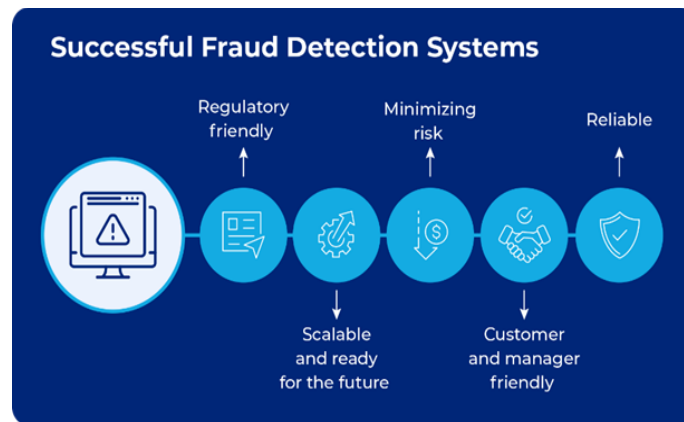 Successful Fraud Detection Systems
Regulatory
friendly
Minimizing
risk
Reliable
$
Scalable
and ready
for the future
Customer
and manager
friendly